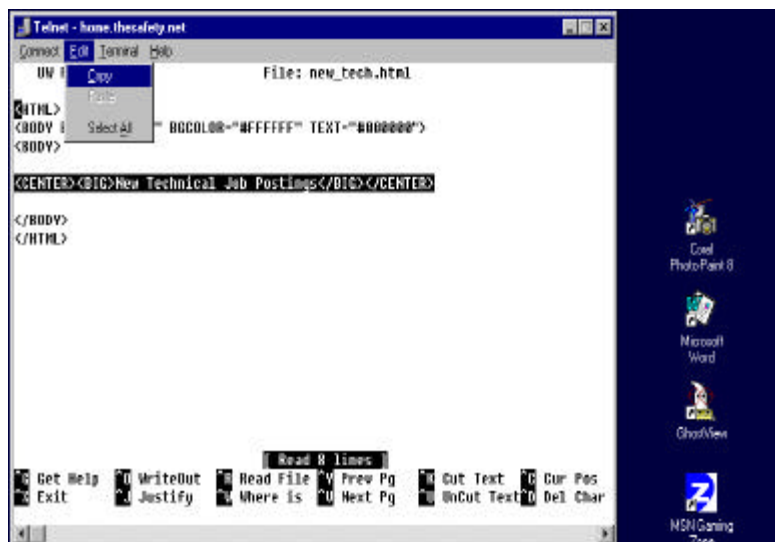 Telnet - home.thesafety.net
Connect Edit Terminal Help
UW File: new_tech.html
Copy
Paste
Select All
<HTML>
<BODY " BGCOLOR="#FFFFFF" TEXT="#000000">
<BODY>
<CENTER><BIG>New Technical Job Postings</BIG></CENTER>
</BODY>
</HTML>
[ Read 8 lines ]
^G Get Help ^O WriteOut ^R Read File ^Y Prev Pg ^K Cut Text ^C Cur Pos
^X Exit ^J Justify ^W Where is ^V Next Pg ^U UnCut Text ^D Del Char
Corel
Photo-Paint 8
Microsoft
Word
GhostView
MSN Gaming
Zone